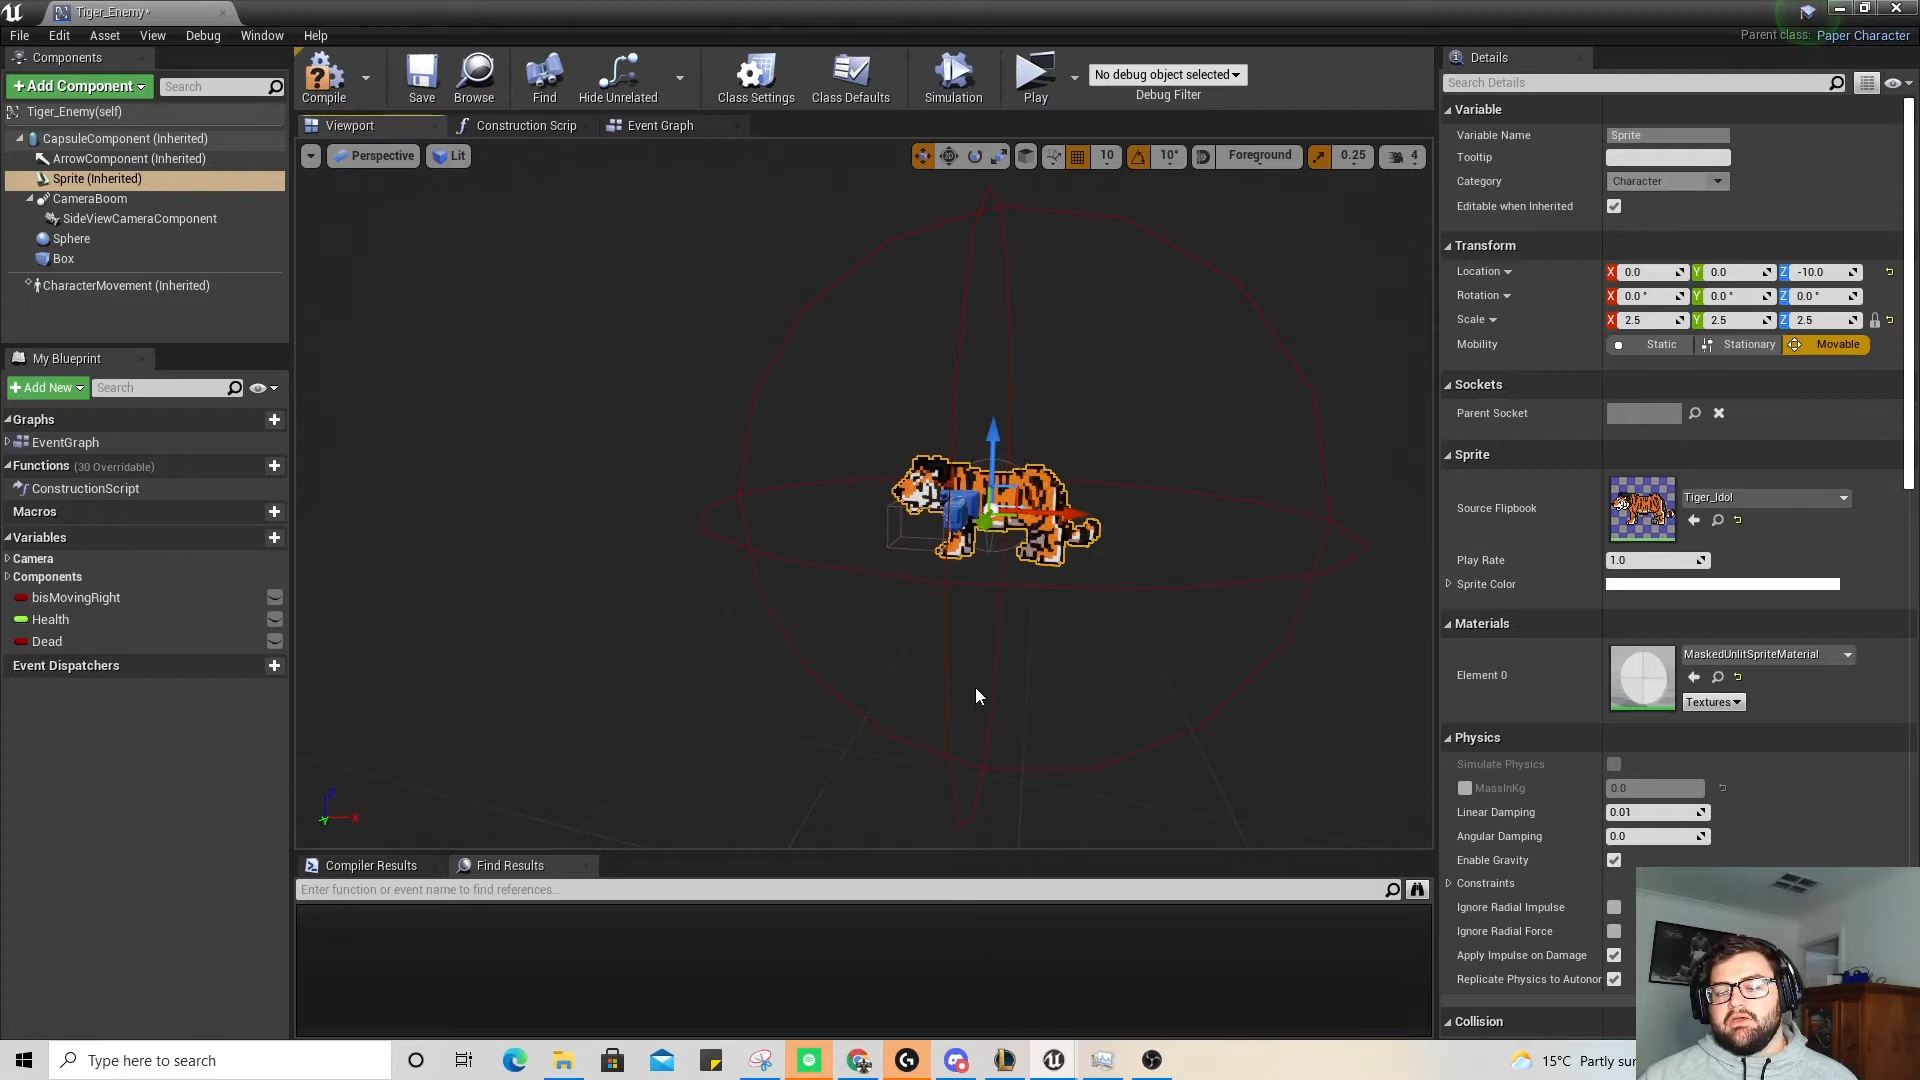 Tiger_Enemy*
File Edit Asset View Debug Window Help
Parent class: Paper Character
Components
+ Add Component
Search
Tiger_Enemy(self)
CapsuleComponent (Inherited)
ArrowComponent (Inherited)
Sprite (Inherited)
CameraBoom
SideViewCameraComponent
Sphere
Box
CharacterMovement (Inherited)
My Blueprint
+ Add New
Search
Graphs
EventGraph
Functions (30 Overridable)
ConstructionScript
Macros
Variables
Camera
Components
bisMovingRight
Health
Dead
Event Dispatchers
Compile
Save
Browse
Find
Hide Unrelated
Class Settings
Class Defaults
Simulation
Play
No debug object selected
Debug Filter
Viewport
Construction Scrip
Event Graph
Perspective
Lit
10
10°
Foreground
0.25
4
Z
X
Y
Compiler Results
Find Results
Enter function or event name to find references...
Details
Search Details
Variable
Variable Name Sprite
Tooltip
Category Character
Editable when Inherited
Transform
Location X 0.0 Y 0.0 Z -10.0
Rotation X 0.0 ° Y 0.0 ° Z 0.0 °
Scale X 2.5 Y 2.5 Z 2.5
Mobility Static Stationary Movable
Sockets
Parent Socket
Sprite
Source Flipbook Tiger_Idol
Play Rate 1.0
Sprite Color
Materials
Element 0 MaskedUnlitSpriteMaterial
Textures
Physics
Simulate Physics
MassInKg 0.0
Linear Damping 0.01
Angular Damping 0.0
Enable Gravity
Constraints
Ignore Radial Impulse
Ignore Radial Force
Apply Impulse on Damage
Replicate Physics to Autonor
Collision
Type here to search
15°C Partly sur